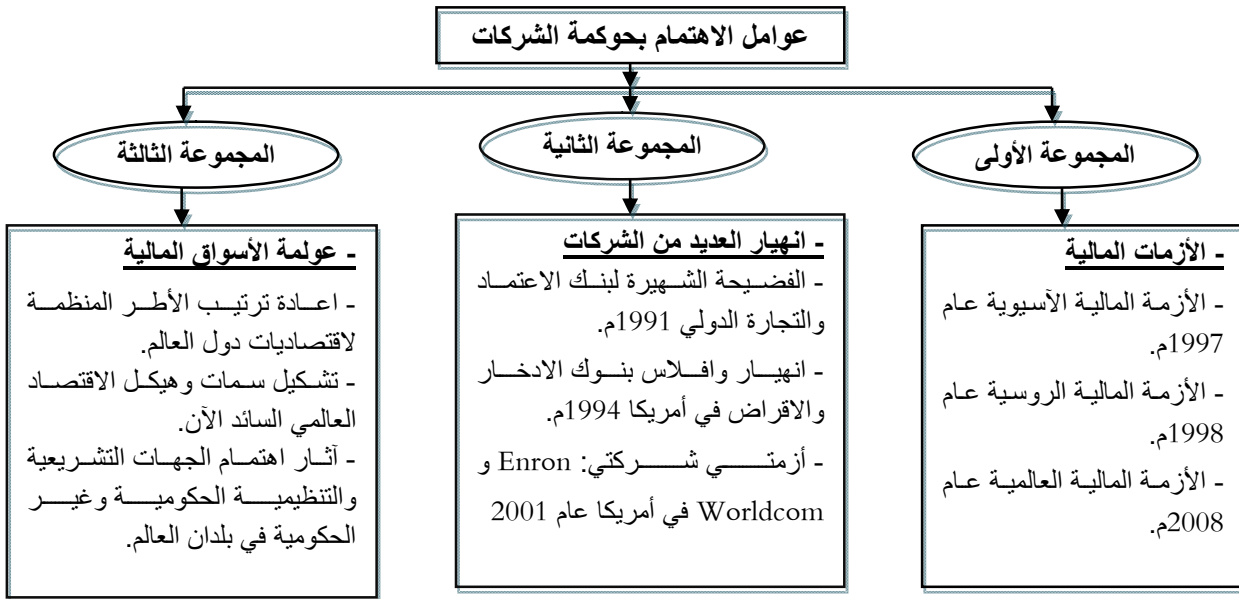 عوامل الاهتمام بحوكمة الشركات
المجموعة الأولى
المجموعة الثانية
المجموعة الثالثة
- الأزمات المالية
- الأزمة المالية الآسيوية عام
1997م.
- الأزمة المالية الروسية عام
1998م.
- الأزمة المالية العالمية عام
2008م.
- انهيار العديد من الشركات
- الفضيحة الشهيرة لبنك الاعتماد
والتجارة الدولي 1991م.
- انهيار وافلاس بنوك الادخار
والاقراض في أمريكا 1994م.
- أزمتي شركتي: Enron و
Worldcom في أمريكا عام 2001
- عولمة الأسواق المالية
- اعادة ترتيب الأطر المنظمة
لاقتصاديات دول العالم.
- تشكيل سمات وهيكل الاقتصاد
العالمي السائد الآن.
- آثار اهتمام الجهات التشريعية
والتنظيمية الحكومية وغير
الحكومية في بلدان العالم.